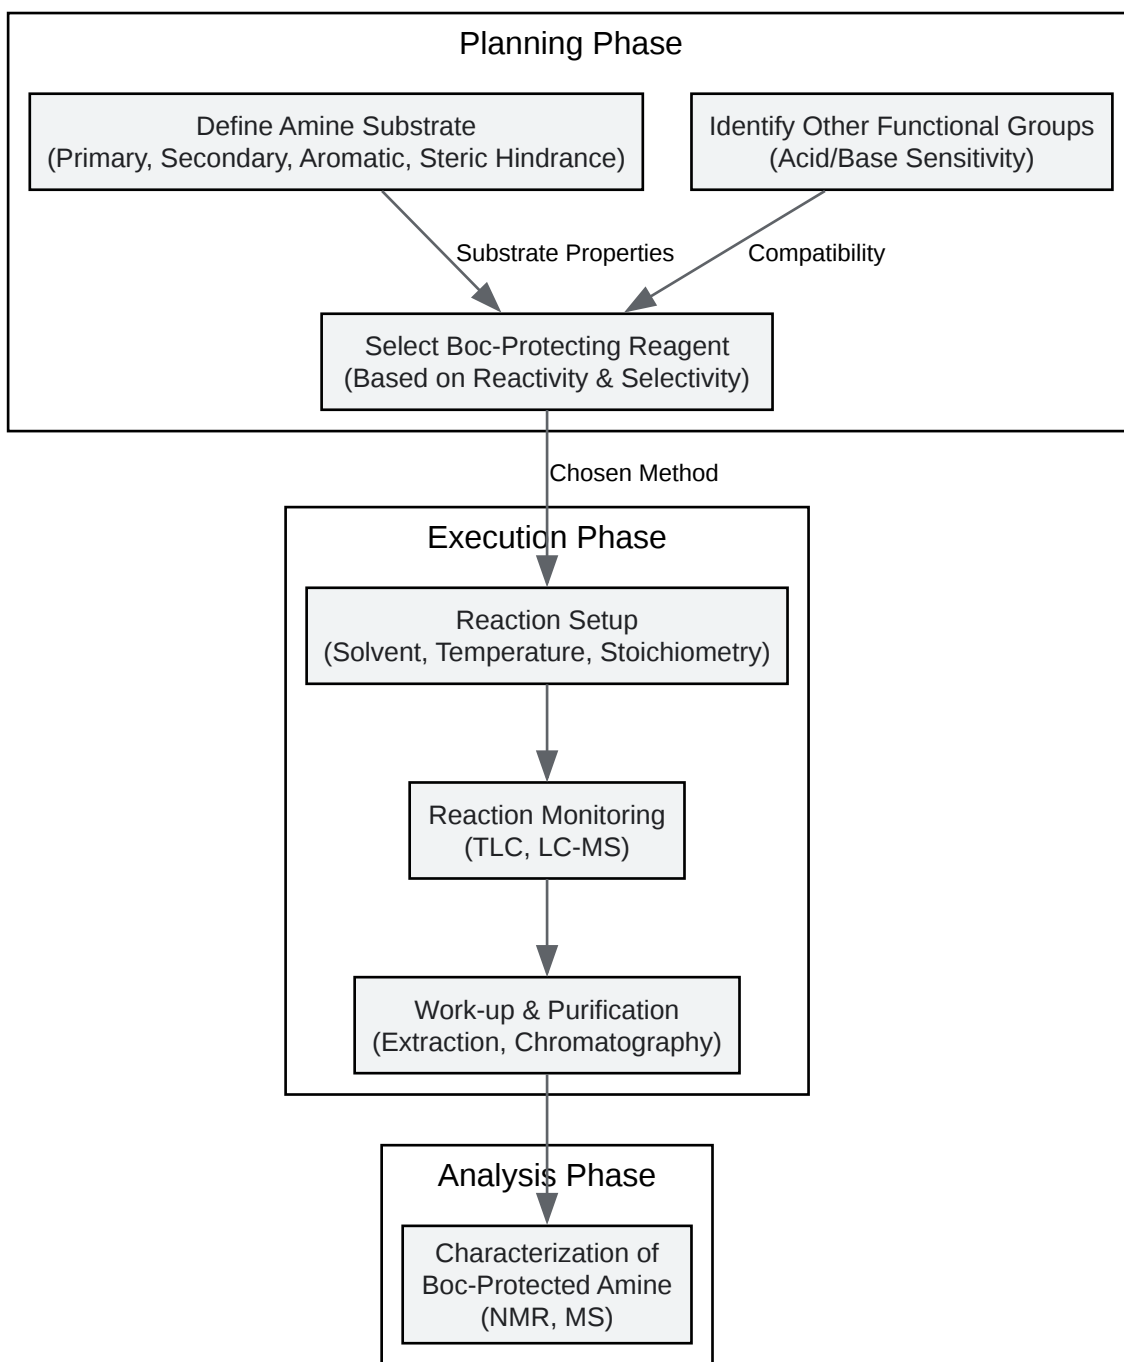 Planning Phase
Define Amine Substrate
(Primary, Secondary, Aromatic, Steric Hindrance)
Identify Other Functional Groups
(Acid/Base Sensitivity)
Substrate Properties
Compatibility
Select Boc-Protecting Reagent
(Based on Reactivity & Selectivity)
Chosen Method
Execution Phase
Reaction Setup
(Solvent, Temperature, Stoichiometry)
Reaction Monitoring
(TLC, LC-MS)
Work-up & Purification
(Extraction, Chromatography)
Analysis Phase
Characterization of
Boc-Protected Amine
(NMR, MS)